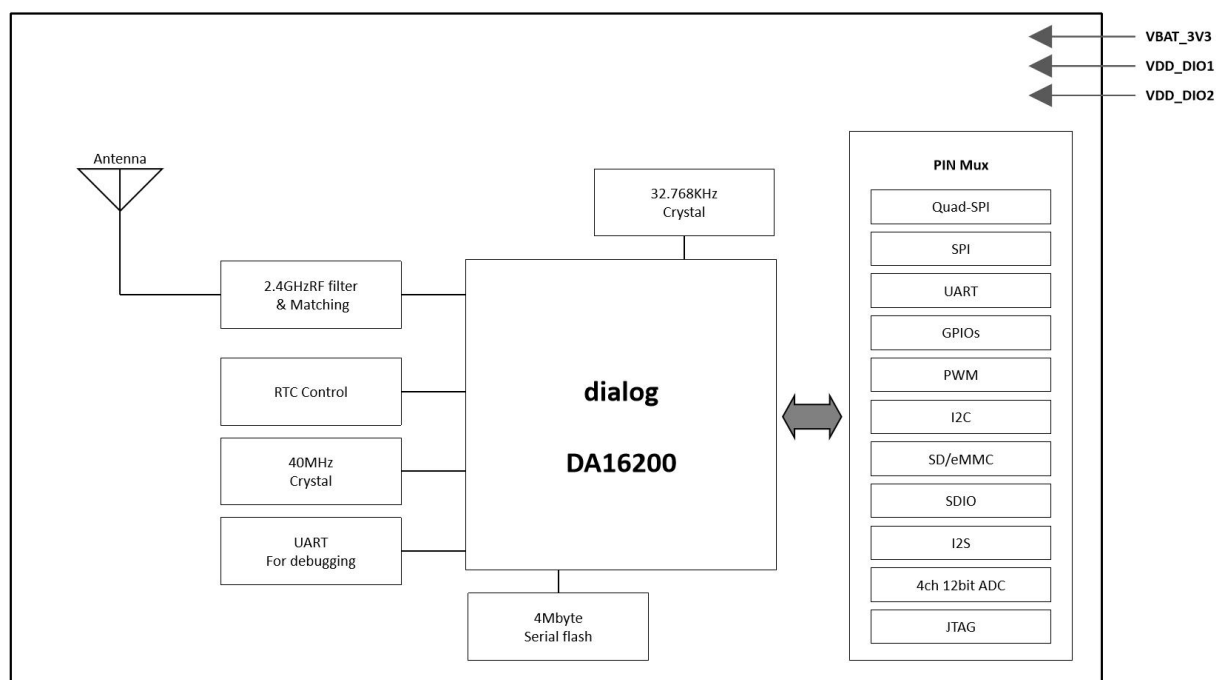 VBAT_3V3
VDD_DIO1
VDD_DIO2
Antenna
PIN Mux
32.768KHz
Crystal
Quad-SPI
SPI
2.4GHzRF filter
& Matching
UART
GPIOs
RTC Control
PWM
dialog
DA16200
I2C
40MHz
Crystal
SD/eMMC
SDIO
UART
For debugging
I2S
4ch 12bit ADC
4Mbyte
Serial flash
JTAG